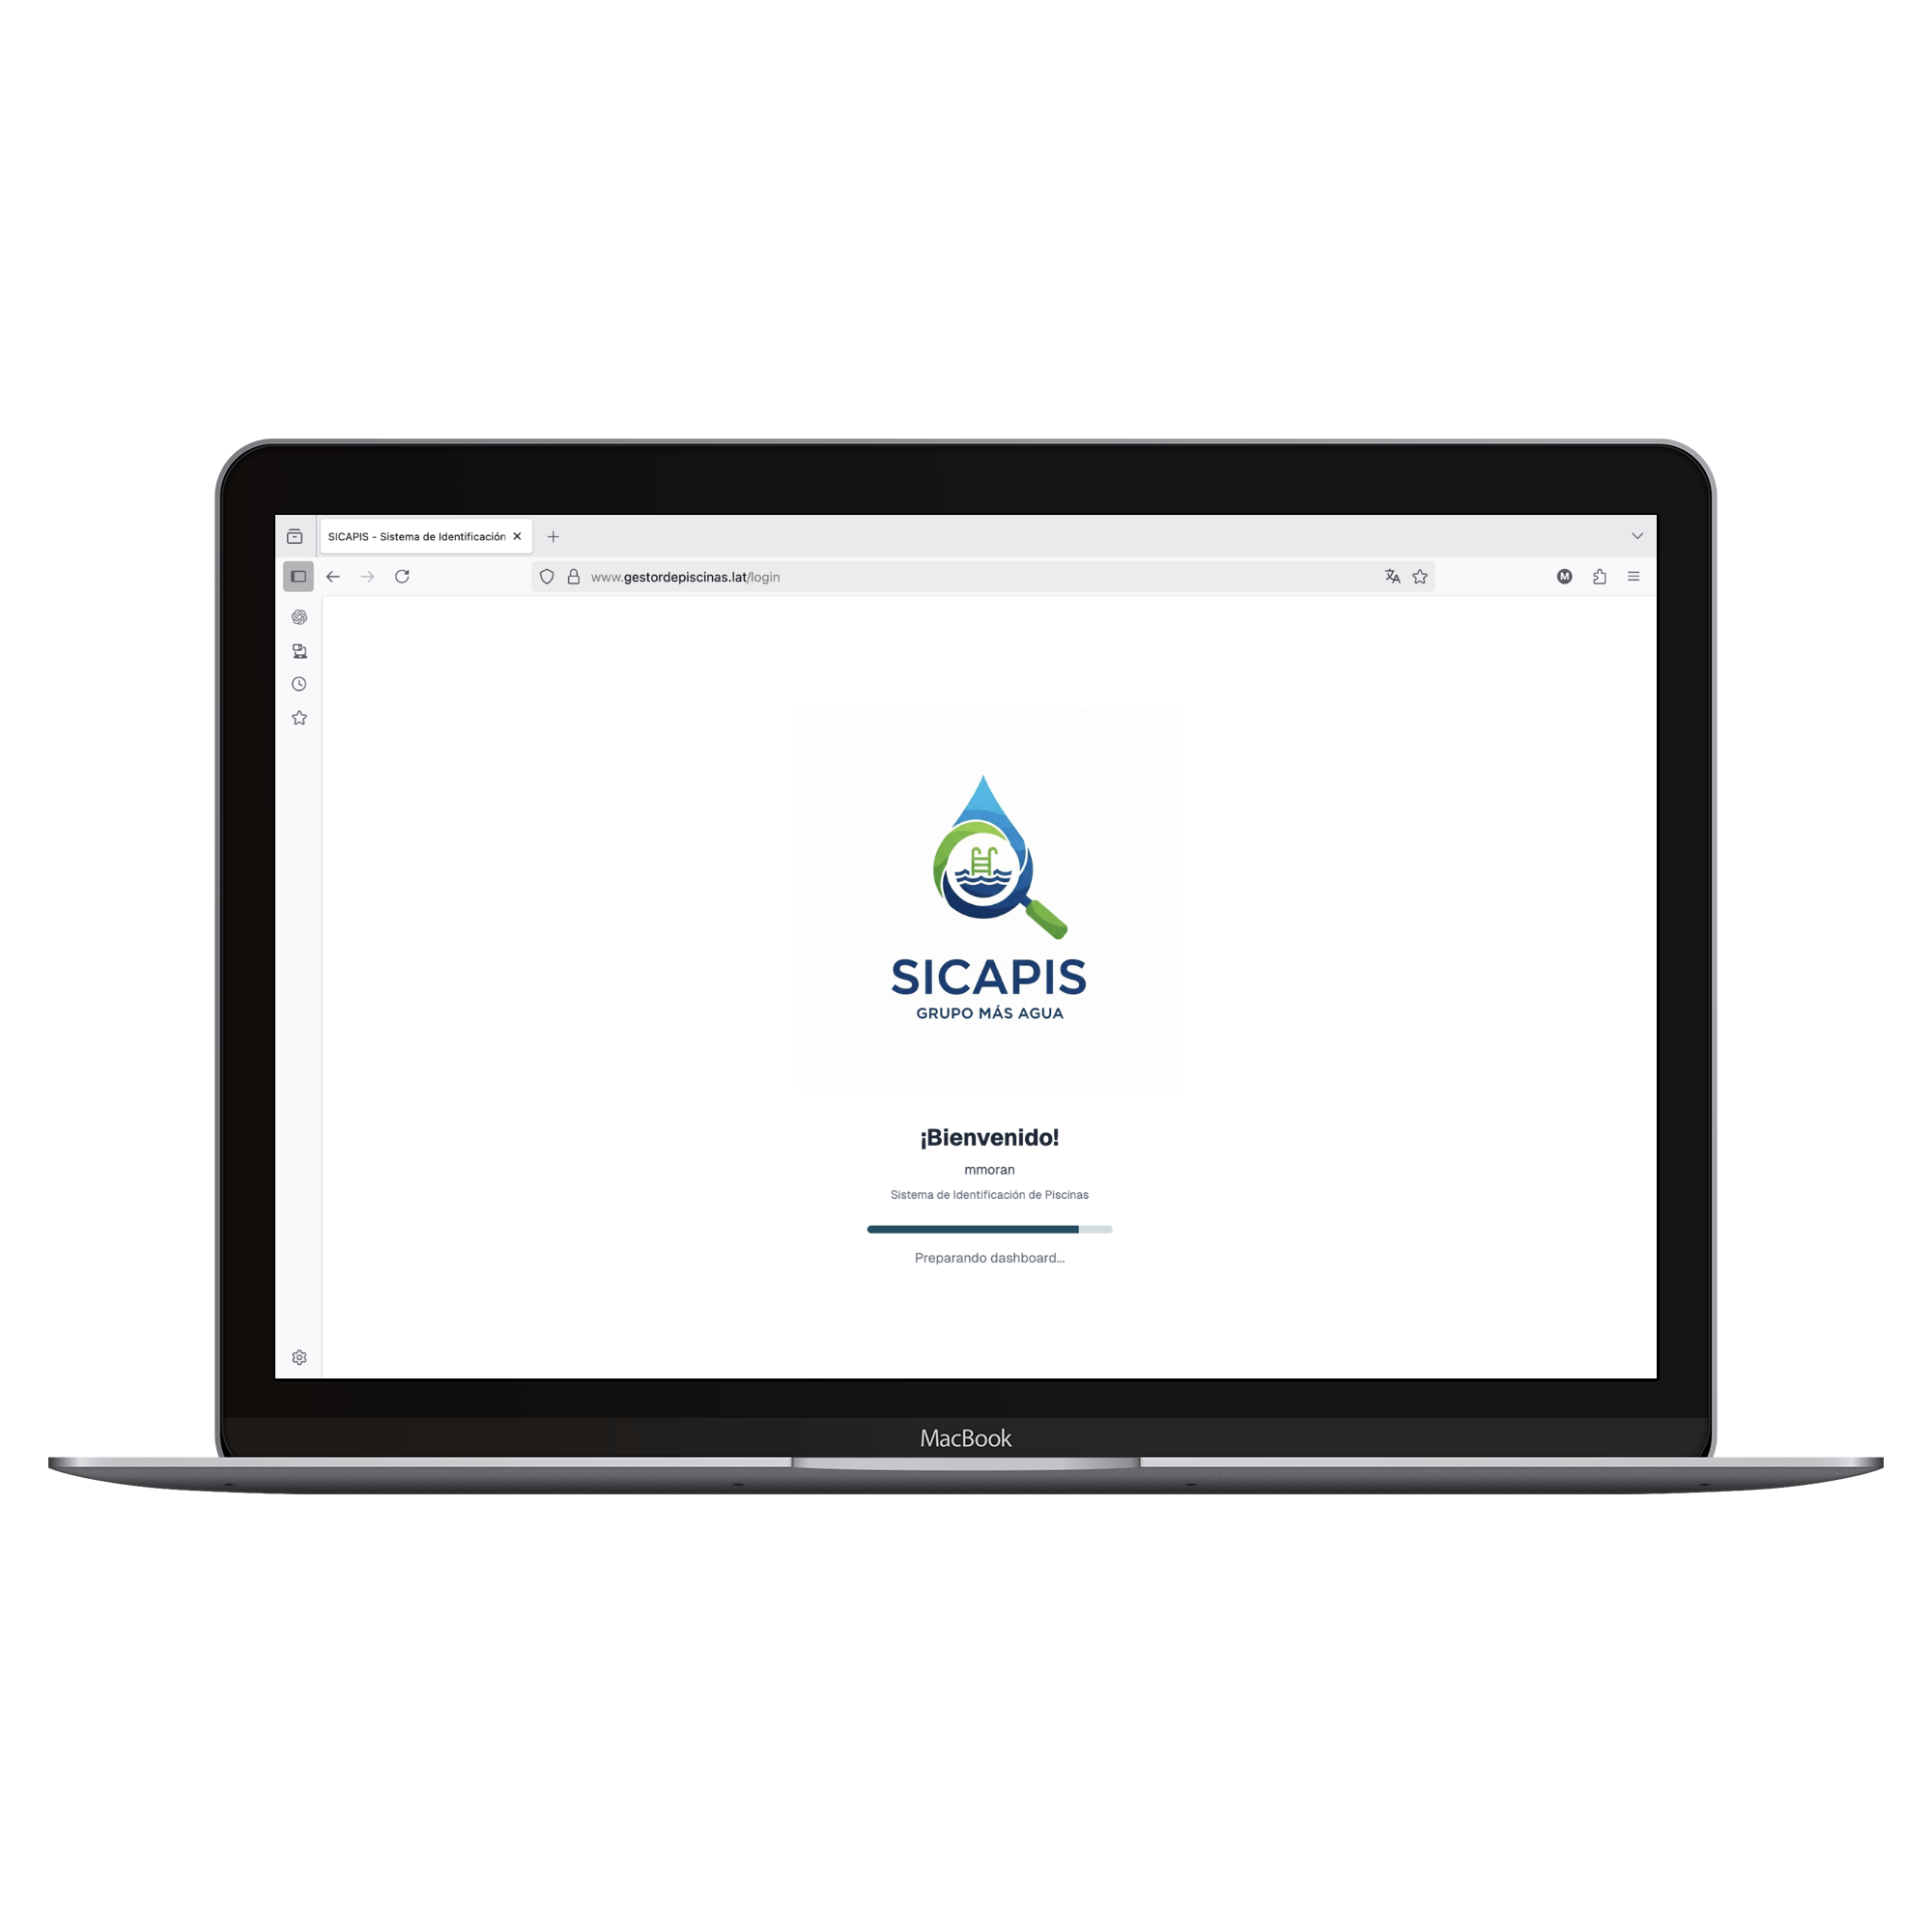 SICAPIS - Sistema de Identificación
www.gestordepiscinas.lat/login
M
SICAPIS
GRUPO MÁS AGUA
¡Bienvenido!
mmoran
Sistema de Identificación de Piscinas
Preparando dashboard...
MacBook